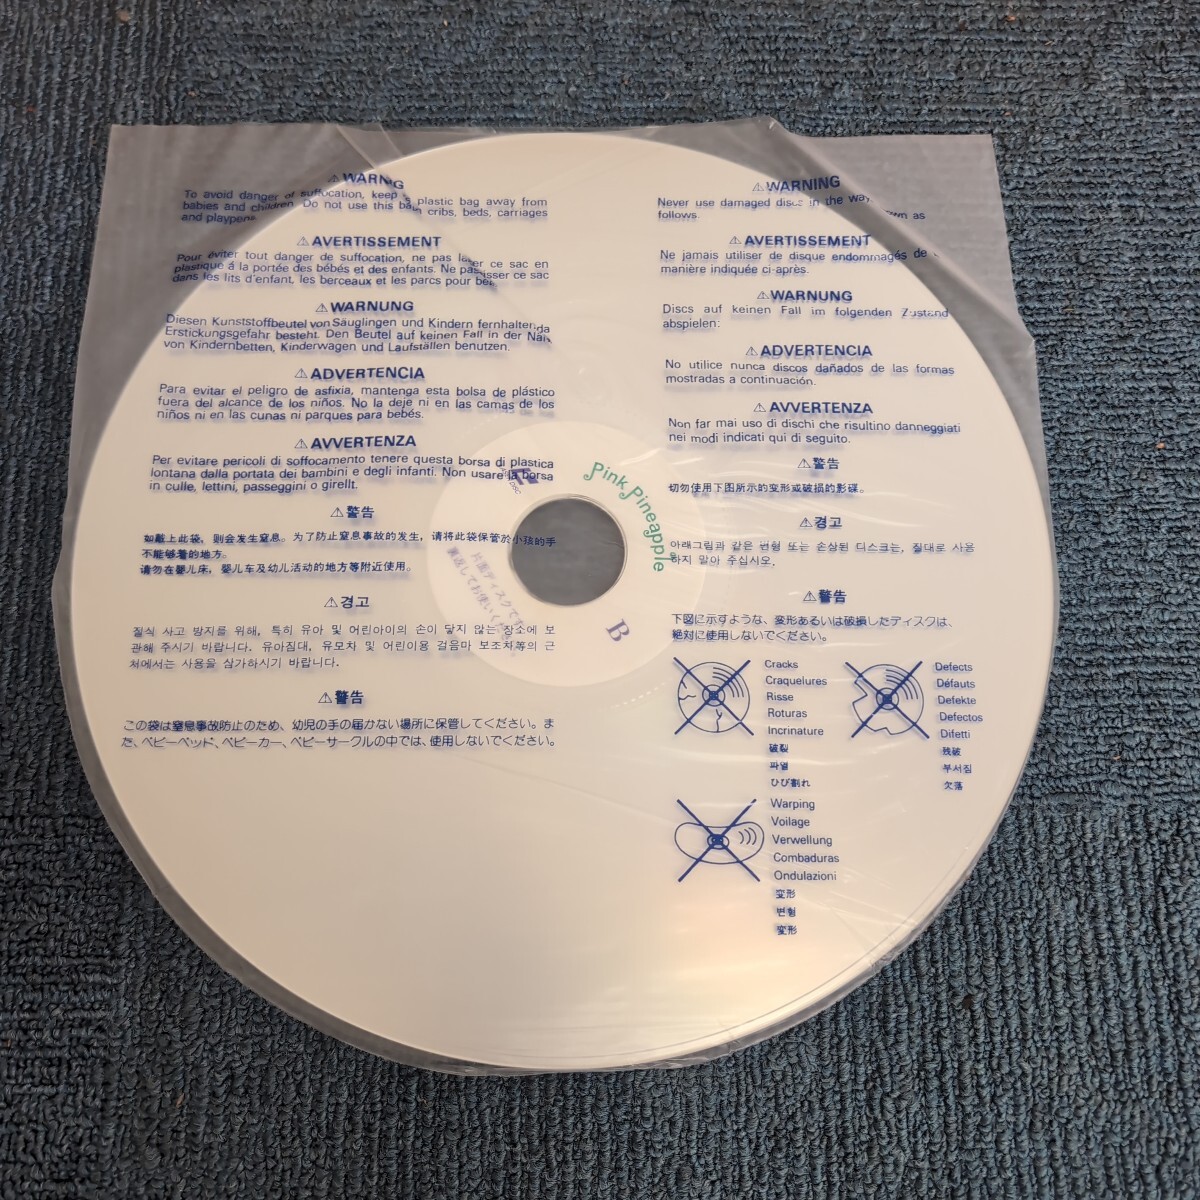 ⚠WARNING
To avoid danger of suffocation, keep plastic bag away from
babies and children. Do not use this bag in cribs, beds, carriages
and playpens.
⚠AVERTISSEMENT
Pour éviter tout danger de suffocation, ne pas laisser ce sac en
plastique á la portée des bébés et des enfants. Ne pas laisser ce sac
dans les lits d'enfant, les berceaux et les parcs pour
⚠WARNUNG
Diesen Kunststoffbeutel von Säuglingen und Kindern fernhalten,da
Erstickungsgefahr besteht. Den Beutel auf keinen Fall in der Nähe
von Kindernbetten, Kinderwagen und Laufställen benutzen.
⚠ADVERTENCIA
Para evitar el peligro de asfixia, mantenga esta bolsa de plástico
fuera del alcance de los niños. No la deje ni en las camas de los
niños ni en las cunas ni parques para bebés.
⚠AVVERTENZA
Per evitare pericoli di soffocamento tenere questa borsa di plastica
lontana dalla portata dei bambini e degli infanti. Non usare la borsa
in culle, lettini, passeggini o girellt.
⚠警告
如戴上此袋，则会发生窒息。为了防止窒息事故的发生，请将此袋保管於小孩的手
不能够着的地方。
请勿在婴儿床，婴儿车及幼儿活动的地方等附近使用。
⚠경고
질식 사고 방지를 위해, 특히 유아 및 어린아이의 손이 닿지 않는 장소에 보
관해 주시기 바랍니다. 유아침대, 유모차 및 어린이용 걸음마 보조차등의 근
처에서는 사용을 삼가하시기 바랍니다.
⚠警告
この袋は窒息事故防止のため、幼児の手の届かない場所に保管してください。ま
た、ベビーベッド、ベビーカー、ベビーサークルの中では、使用しないでください。
Pink Pineapple
片面ディスクです
裏返してお使いください
B
⚠WARNING
Never use damaged discs in the way shown as
follows.
⚠AVERTISSEMENT
Ne jamais utiliser de disque endommagés de
manière indiquée ci-après.
⚠WARNUNG
Discs auf keinen Fall im folgenden Zustand
abspielen:
⚠ADVERTENCIA
No utilice nunca discos dañados de las formas
mostradas a continuación.
⚠AVVERTENZA
Non far mai uso di dischi che risultino danneggiati
nei modi indicati qui di seguito.
⚠警告
切勿使用下图所示的变形或破损的影碟。
⚠경고
아래그림과 같은 변형 또는 손상된 디스크는, 절대로 사용
하지 말아 주십시오.
⚠警告
下図に示すような、変形あるいは破損したディスクは、
絶対に使用しないでください。
Cracks
Craquelures
Risse
Roturas
Incrinature
破裂
파열
ひび割れ
Defects
Défauts
Defekte
Defectos
Difetti
残破
부서짐
欠落
Warping
Voilage
Verwellung
Combaduras
Ondulazioni
変形
변형
変形